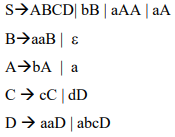 S→ABCD| bB | aAA | aA
B→aaB | ε
A→bA | a
C → cC | dD
D → aaD | abcD